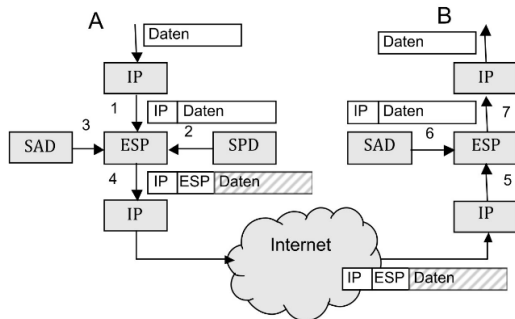 A
B
Daten
Daten
IP
IP
1
IP Daten
IP Daten
7
3
2
6
SAD
ESP
SPD
SAD
ESP
4
IP ESP Daten
5
IP
IP
Internet
IP ESP Daten